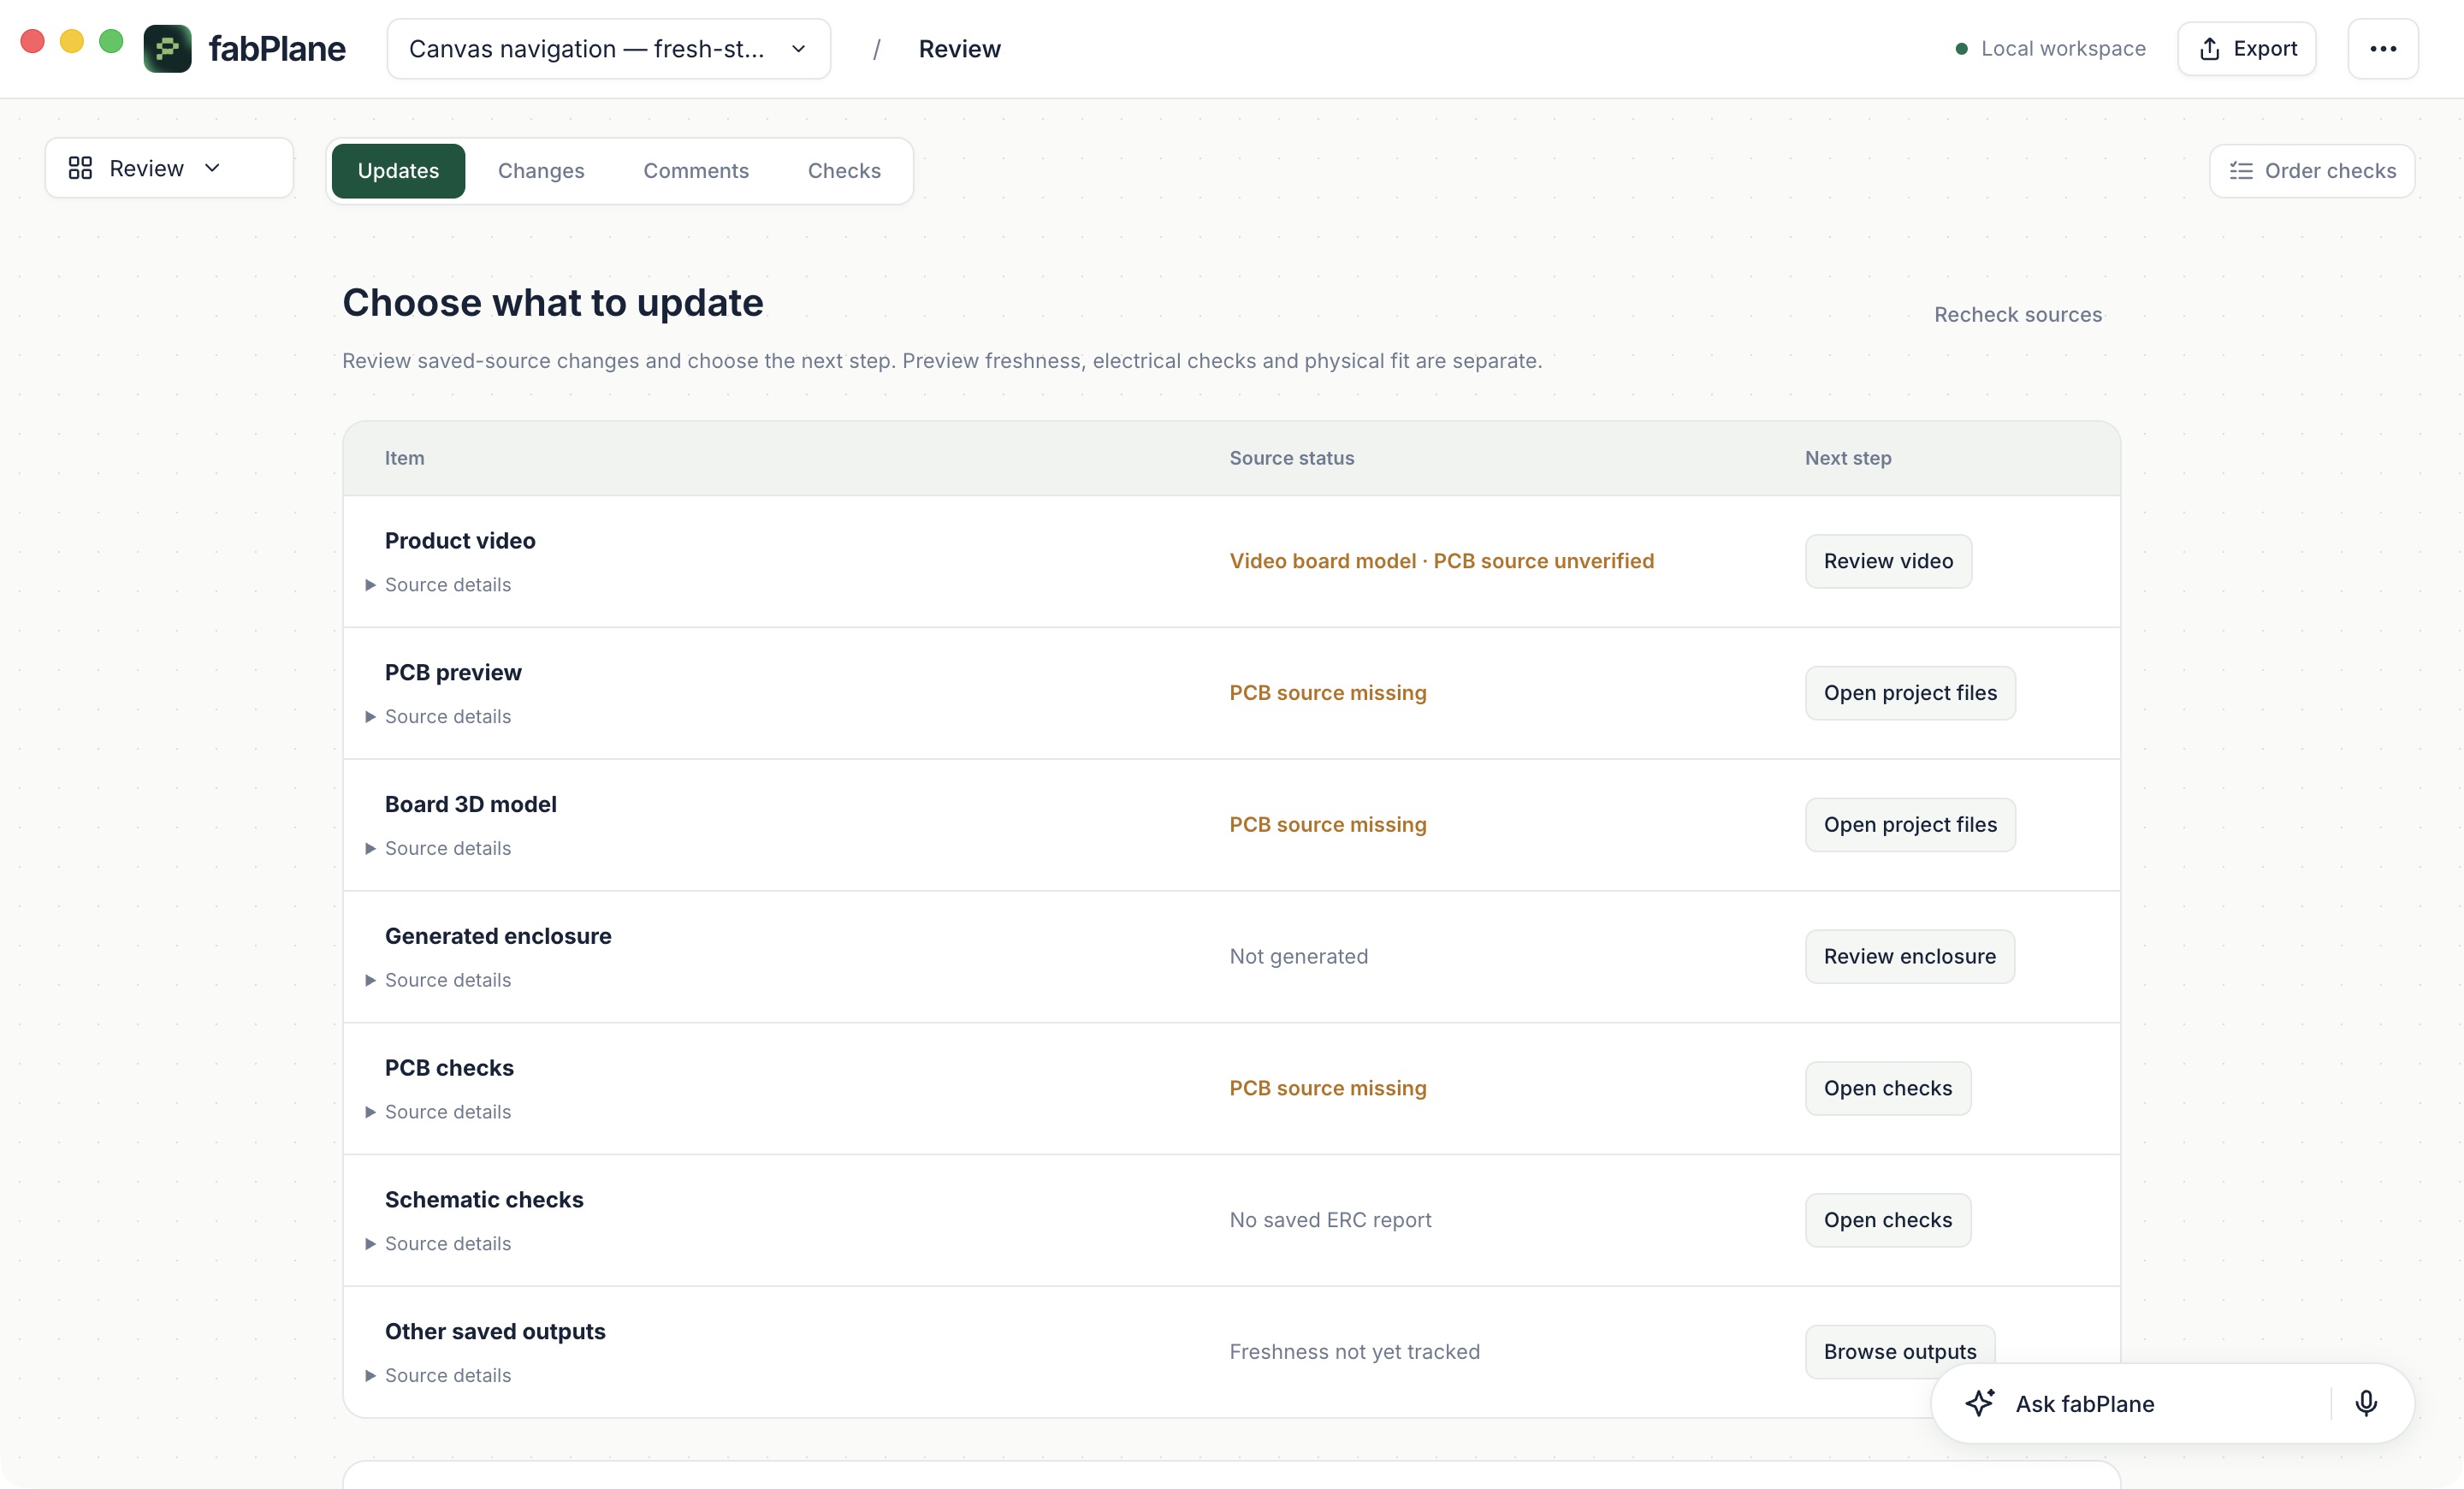 fabPlane
Canvas navigation — fresh-st...
/
Review
Local workspace
Export
Review
Updates
Changes
Comments
Checks
Order checks
Choose what to update
Recheck sources
Review saved-source changes and choose the next step. Preview freshness, electrical checks and physical fit are separate.
Item
Source status
Next step
Product video
Source details
Video board model · PCB source unverified
Review video
PCB preview
Source details
PCB source missing
Open project files
Board 3D model
Source details
PCB source missing
Open project files
Generated enclosure
Source details
Not generated
Review enclosure
PCB checks
Source details
PCB source missing
Open checks
Schematic checks
Source details
No saved ERC report
Open checks
Other saved outputs
Source details
Freshness not yet tracked
Browse outputs
Ask fabPlane